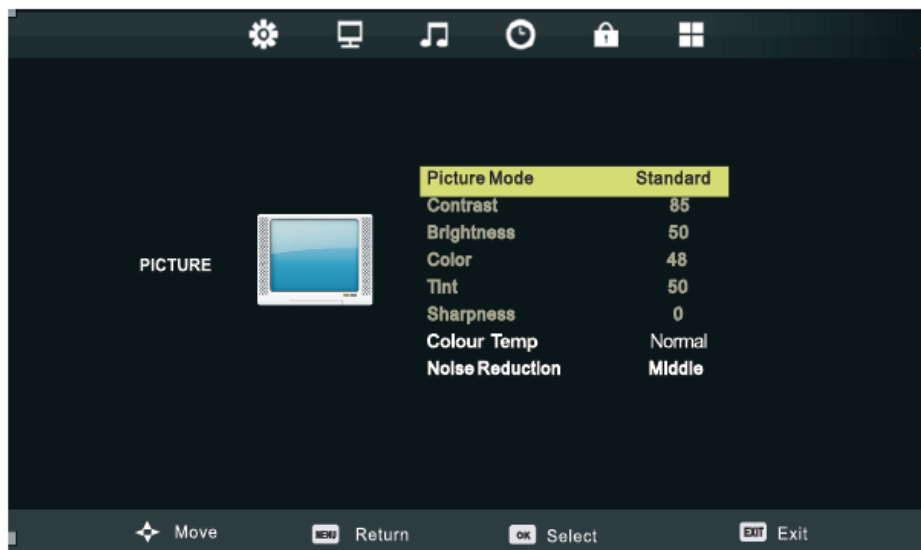 Picture Mode Standard
Contrast 85
Brightness 50
Color 48
PICTURE
Tint 50
Sharpness 0
Colour Temp Normal
Noise Reduction Middle
Move MENU Return OK Select EXIT Exit